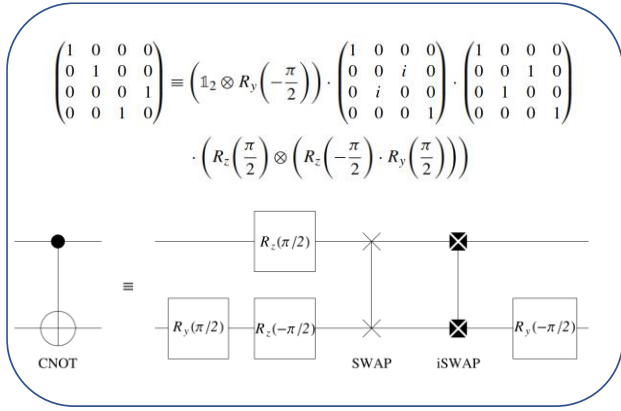 ( 1 0 0 0 ; 0 1 0 0 ; 0 0 0 1 ; 0 0 1 0 ) ≡ ( 𝟙₂ ⊗ R_y ( −π/2 ) ) · ( 1 0 0 0 ; 0 0 i 0 ; 0 i 0 0 ; 0 0 0 1 ) · ( 1 0 0 0 ; 0 0 1 0 ; 0 1 0 0 ; 0 0 0 1 )
· ( R_z ( π/2 ) ⊗ ( R_z ( −π/2 ) · R_y ( π/2 ) ) )
R_z(π/2)
≡
R_y(π/2) R_z(−π/2) R_y(−π/2)
CNOT SWAP iSWAP